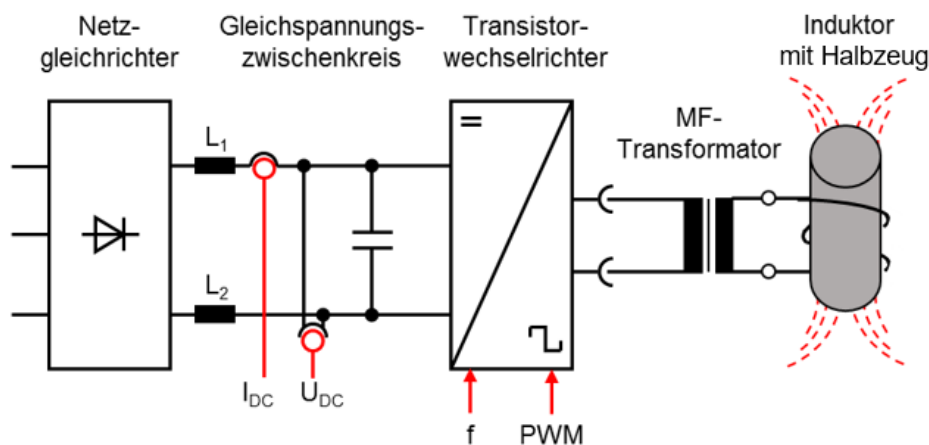 Netz-
gleichrichter
Gleichspannungs-
zwischenkreis
Transistor-
wechselrichter
Induktor
mit Halbzeug
MF-
Transformator
L1
L2
=
IDC
UDC
f
PWM